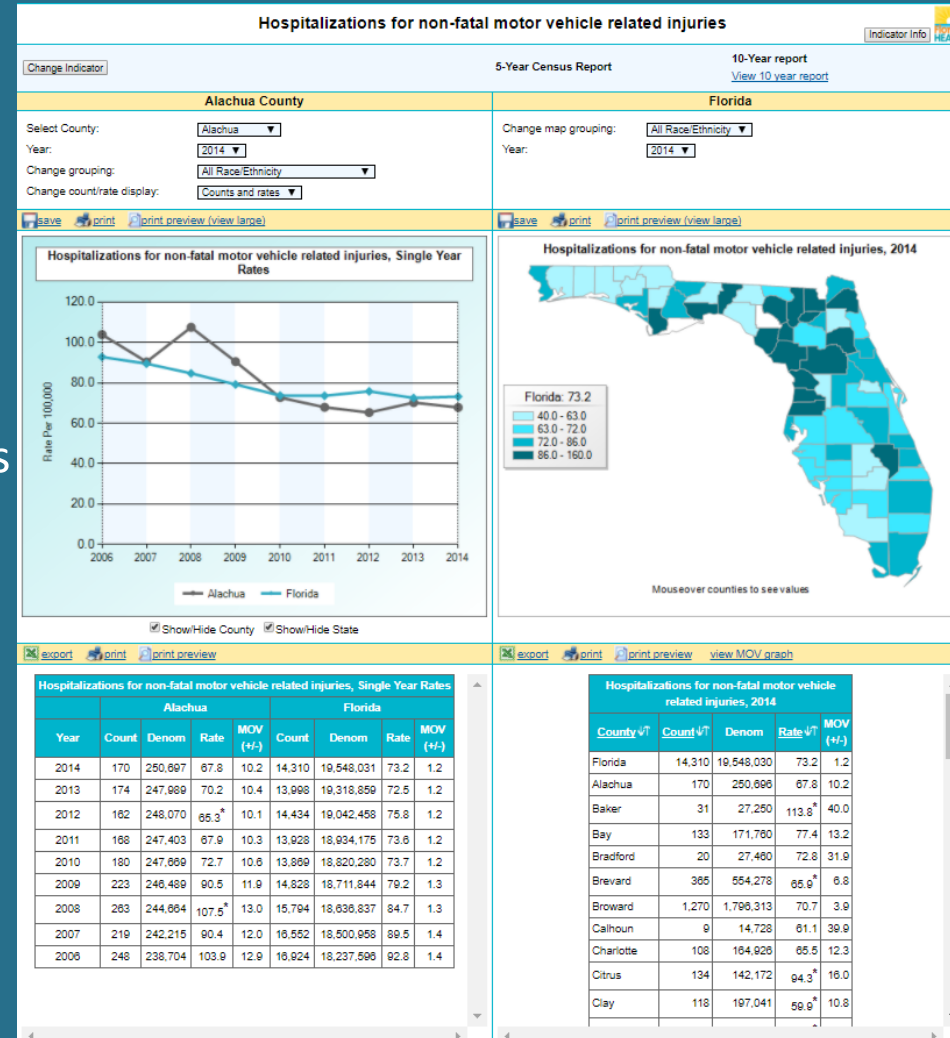 Hospitalizations for non-fatal motor vehicle related injuries
Indicator Info
Change Indicator
5-Year Census Report
10-Year report
View 10 year report
Alachua County
Florida
Select County: Alachua
Year: 2014
Change grouping: All Race/Ethnicity
Change count/rate display: Counts and rates
Change map grouping: All Race/Ethnicity
Year: 2014
save print print preview (view large)
save print print preview (view large)
Hospitalizations for non-fatal motor vehicle related injuries, Single Year
Rates
120.0
100.0
80.0
60.0
40.0
20.0
0.0
Rate Per 100,000
2006 2007 2008 2009 2010 2011 2012 2013 2014
Alachua Florida
Show/Hide County Show/Hide State
Hospitalizations for non-fatal motor vehicle related injuries, 2014
Florida: 73.2
40.0 - 63.0
63.0 - 72.0
72.0 - 86.0
86.0 - 160.0
Mouseover counties to see values
s
export print print preview
export print print preview view MOV graph
Hospitalizations for non-fatal motor vehicle related injuries, Single Year Rates
Alachua Florida
Year Count Denom Rate MOV (+/-) Count Denom Rate MOV (+/-)
2014 170 250,697 67.8 10.2 14,310 19,548,031 73.2 1.2
2013 174 247,989 70.2 10.4 13,998 19,318,859 72.5 1.2
2012 162 248,070 65.3* 10.1 14,434 19,042,458 75.8 1.2
2011 168 247,403 67.9 10.3 13,928 18,934,175 73.6 1.2
2010 180 247,669 72.7 10.6 13,869 18,820,280 73.7 1.2
2009 223 246,489 90.5 11.9 14,828 18,711,844 79.2 1.3
2008 263 244,664 107.5* 13.0 15,794 18,636,837 84.7 1.3
2007 219 242,215 90.4 12.0 16,552 18,500,958 89.5 1.4
2006 248 238,704 103.9 12.9 16,924 18,237,596 92.8 1.4
Hospitalizations for non-fatal motor vehicle
related injuries, 2014
County Count Denom Rate MOV (+/-)
Florida 14,310 19,548,030 73.2 1.2
Alachua 170 250,696 67.8 10.2
Baker 31 27,250 113.8* 40.0
Bay 133 171,760 77.4 13.2
Bradford 20 27,460 72.8 31.9
Brevard 365 554,278 65.9* 6.8
Broward 1,270 1,796,313 70.7 3.9
Calhoun 9 14,728 61.1 39.9
Charlotte 108 164,926 65.5 12.3
Citrus 134 142,172 94.3* 16.0
Clay 118 197,041 59.9* 10.8